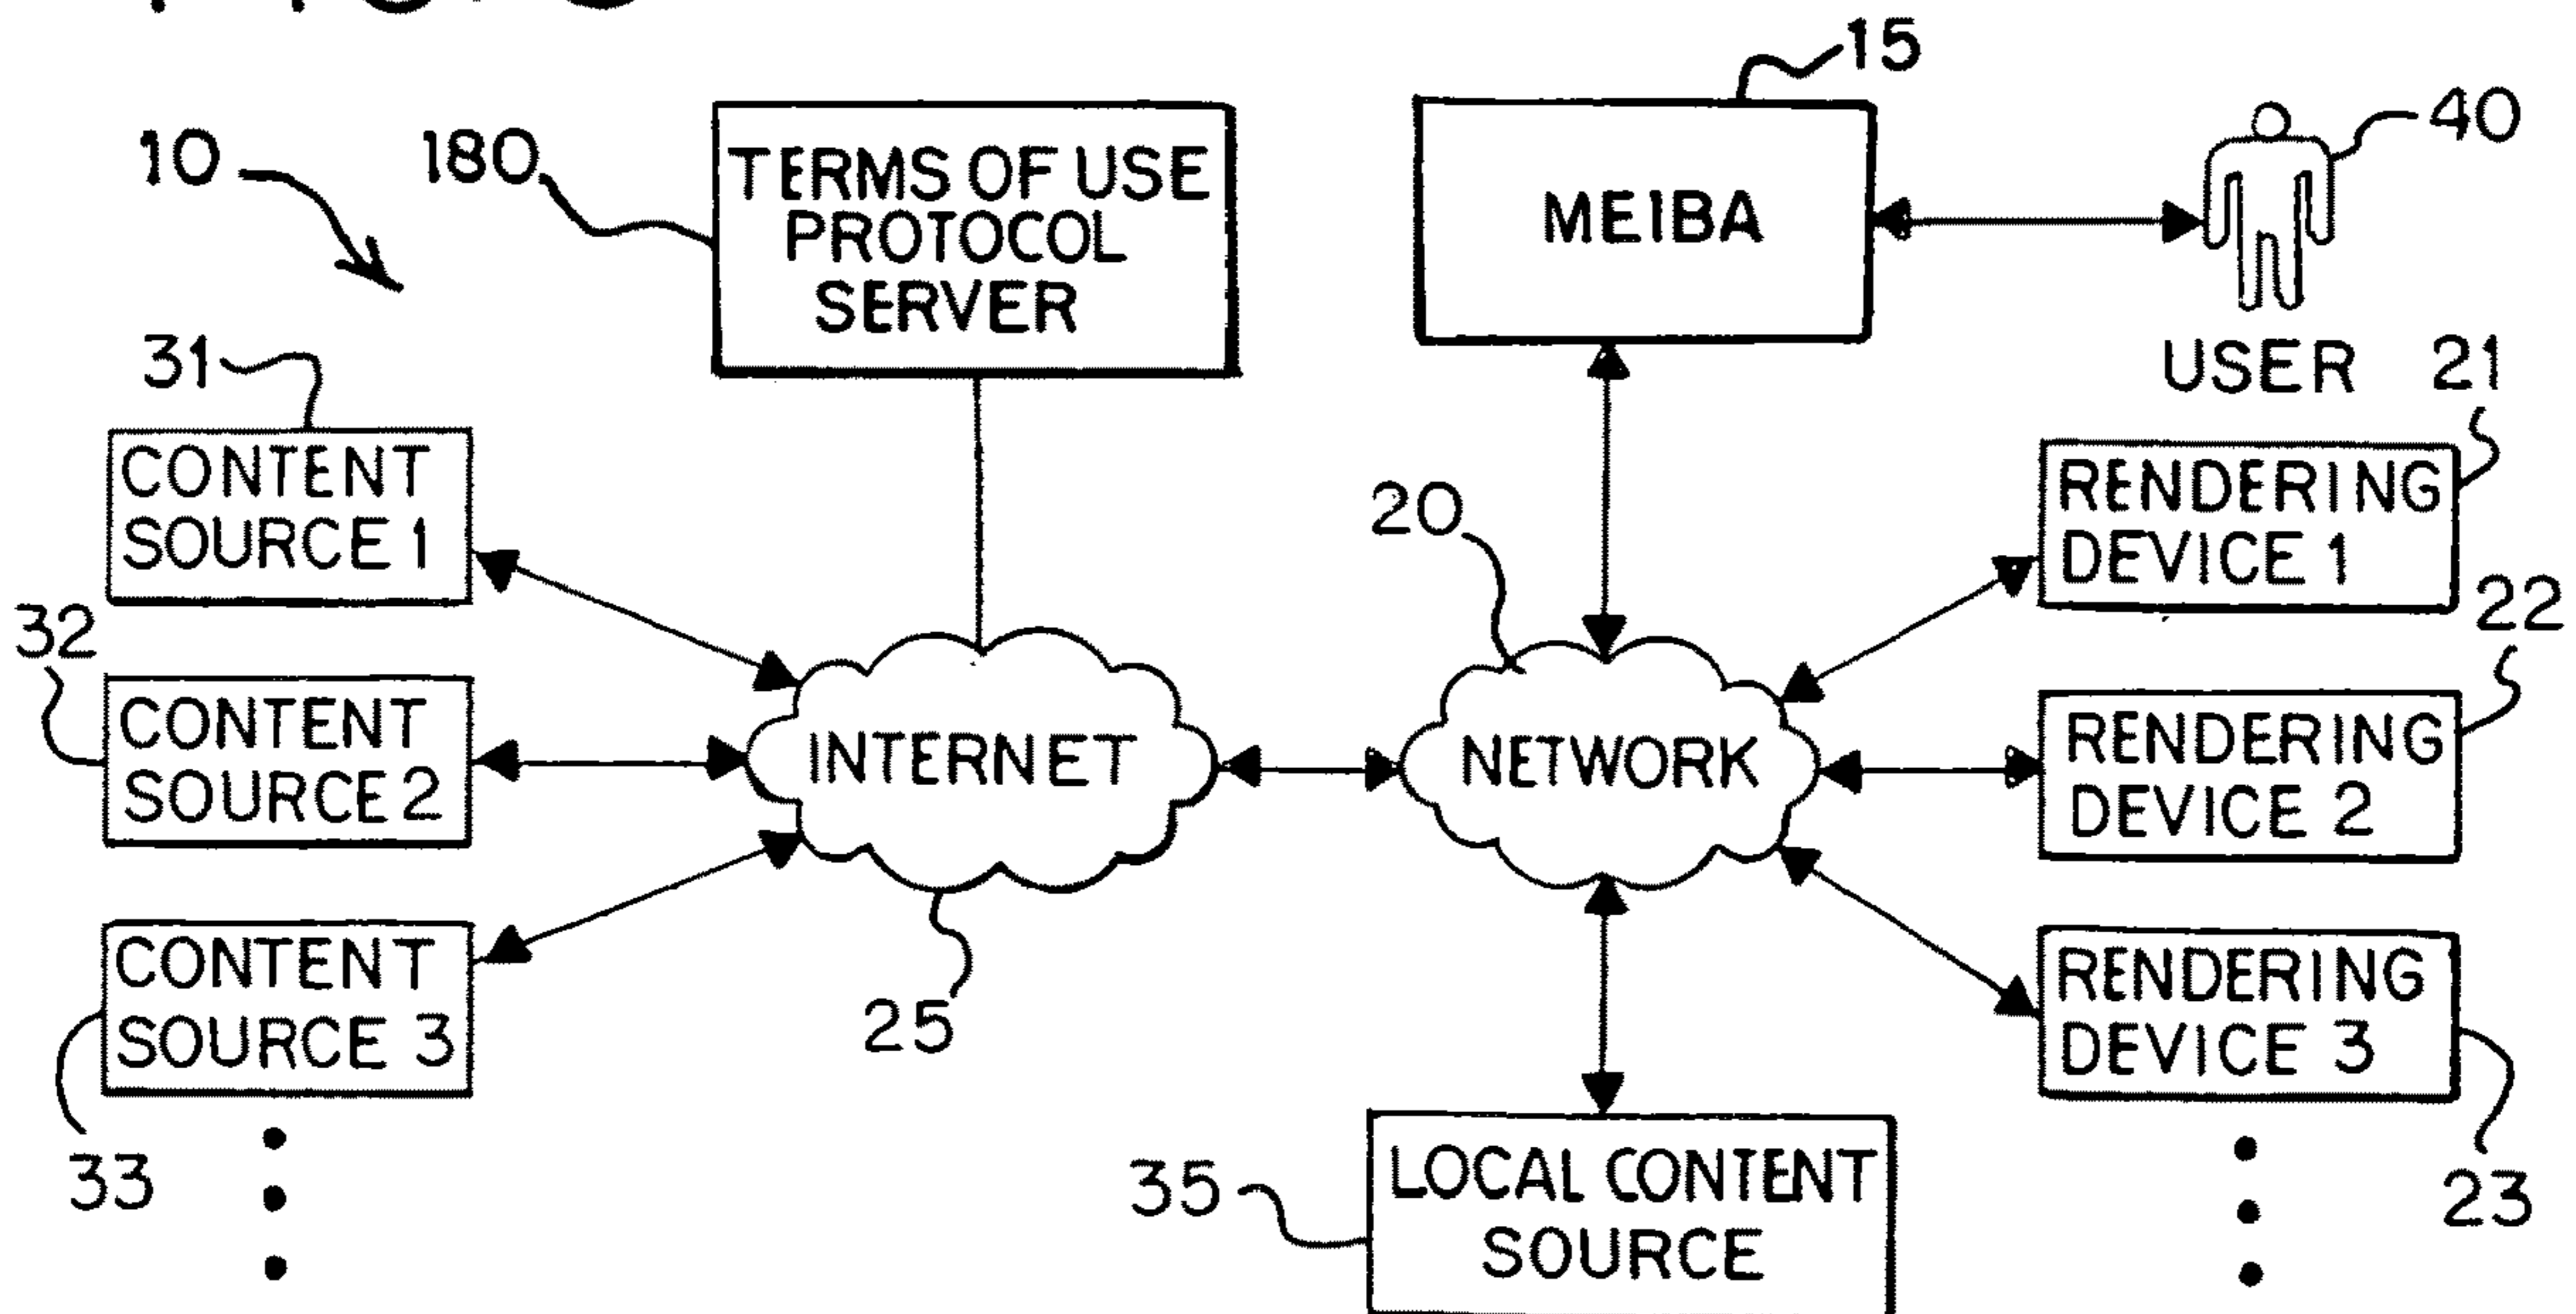 15
10
180
TERMS OF USE
PROTOCOL
SERVER
MEIBA
40
USER
31
CONTENT
SOURCE 1
21
RENDERING
DEVICE 1
20
32
CONTENT
SOURCE 2
INTERNET
NETWORK
22
RENDERING
DEVICE 2
CONTENT
SOURCE 3
33
25
RENDERING
DEVICE 3
23
35
LOCAL CONTENT
SOURCE